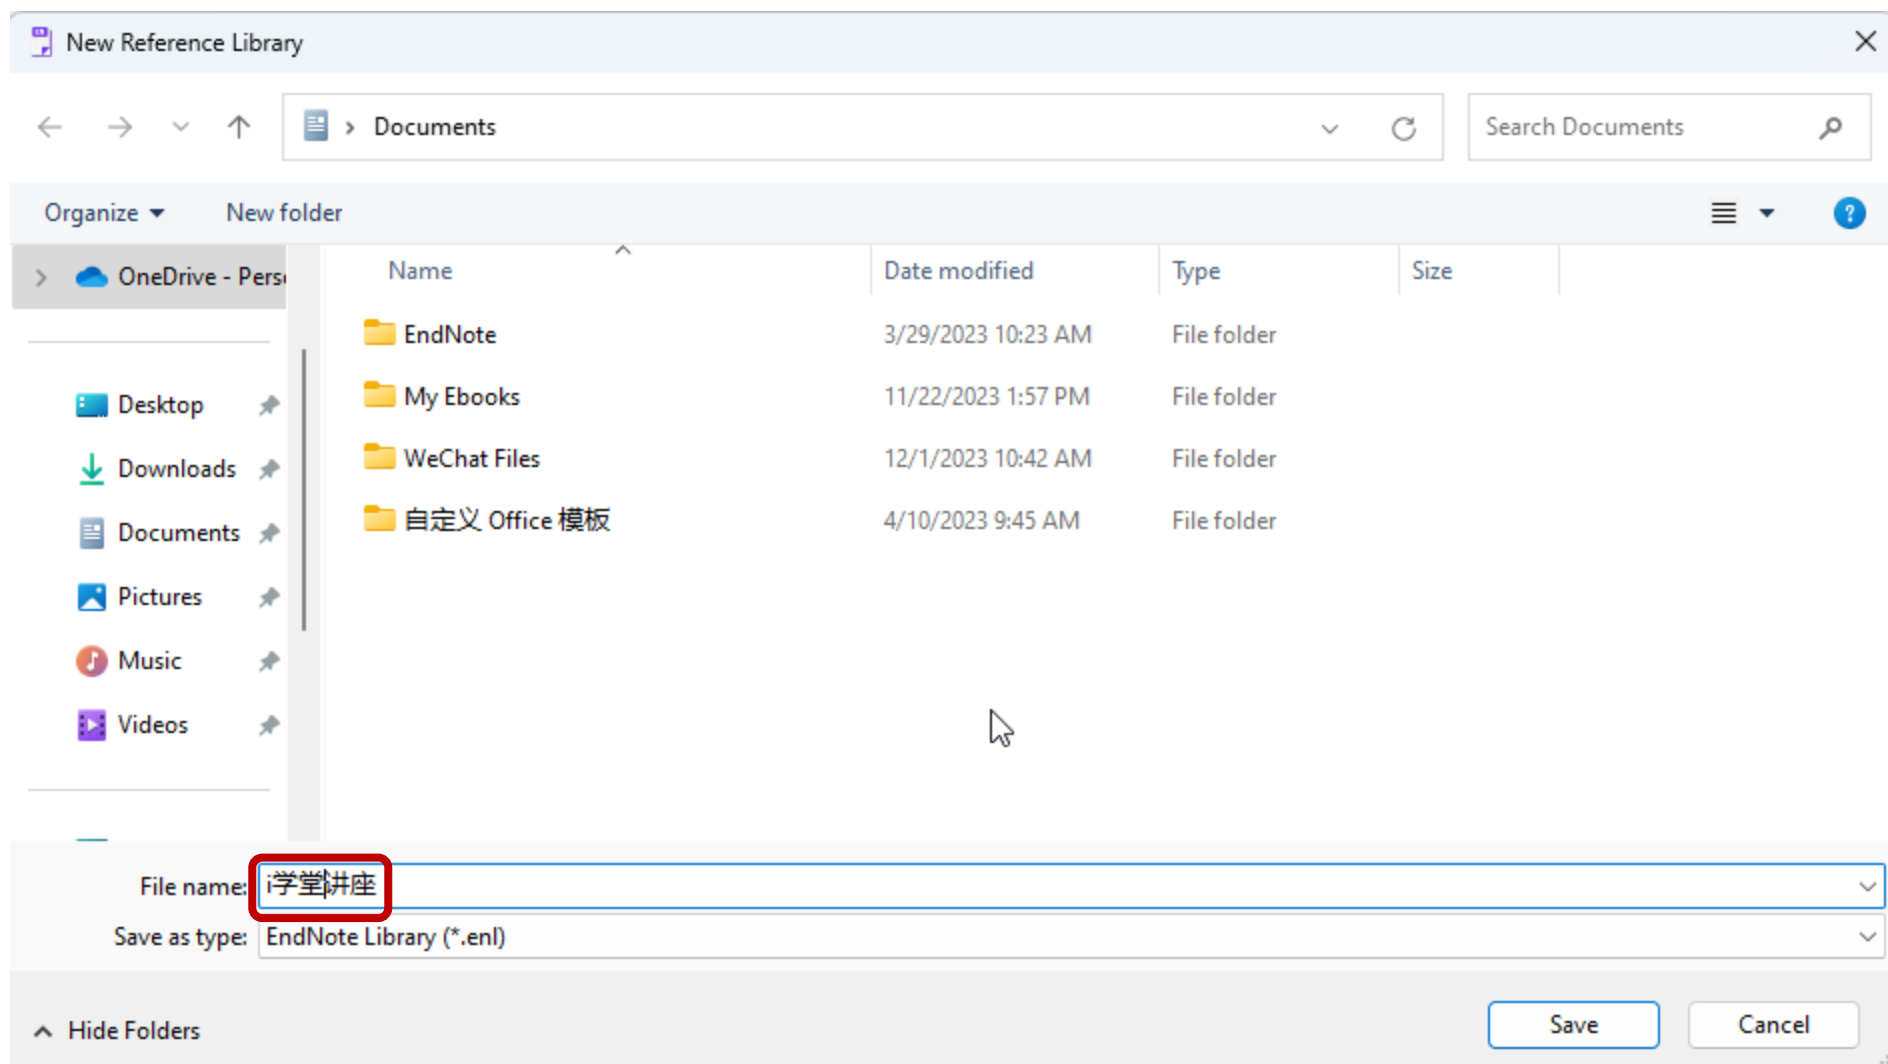 New Reference Library
Documents
Search Documents
Organize
New folder
OneDrive - Pers
Name
Date modified
Type
Size
EndNote 3/29/2023 10:23 AM File folder
My Ebooks 11/22/2023 1:57 PM File folder
WeChat Files 12/1/2023 10:42 AM File folder
自定义 Office 模板 4/10/2023 9:45 AM File folder
Desktop
Downloads
Documents
Pictures
Music
Videos
File name: i学堂讲座
Save as type: EndNote Library (*.enl)
Hide Folders
Save
Cancel